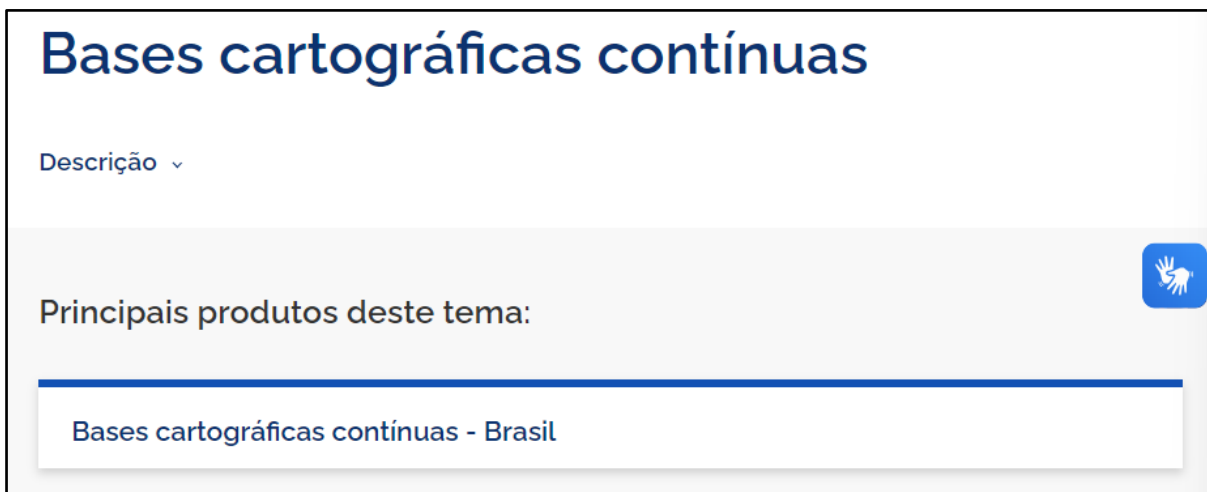 Bases cartográficas contínuas
Descrição
Principais produtos deste tema:
Bases cartográficas contínuas - Brasil